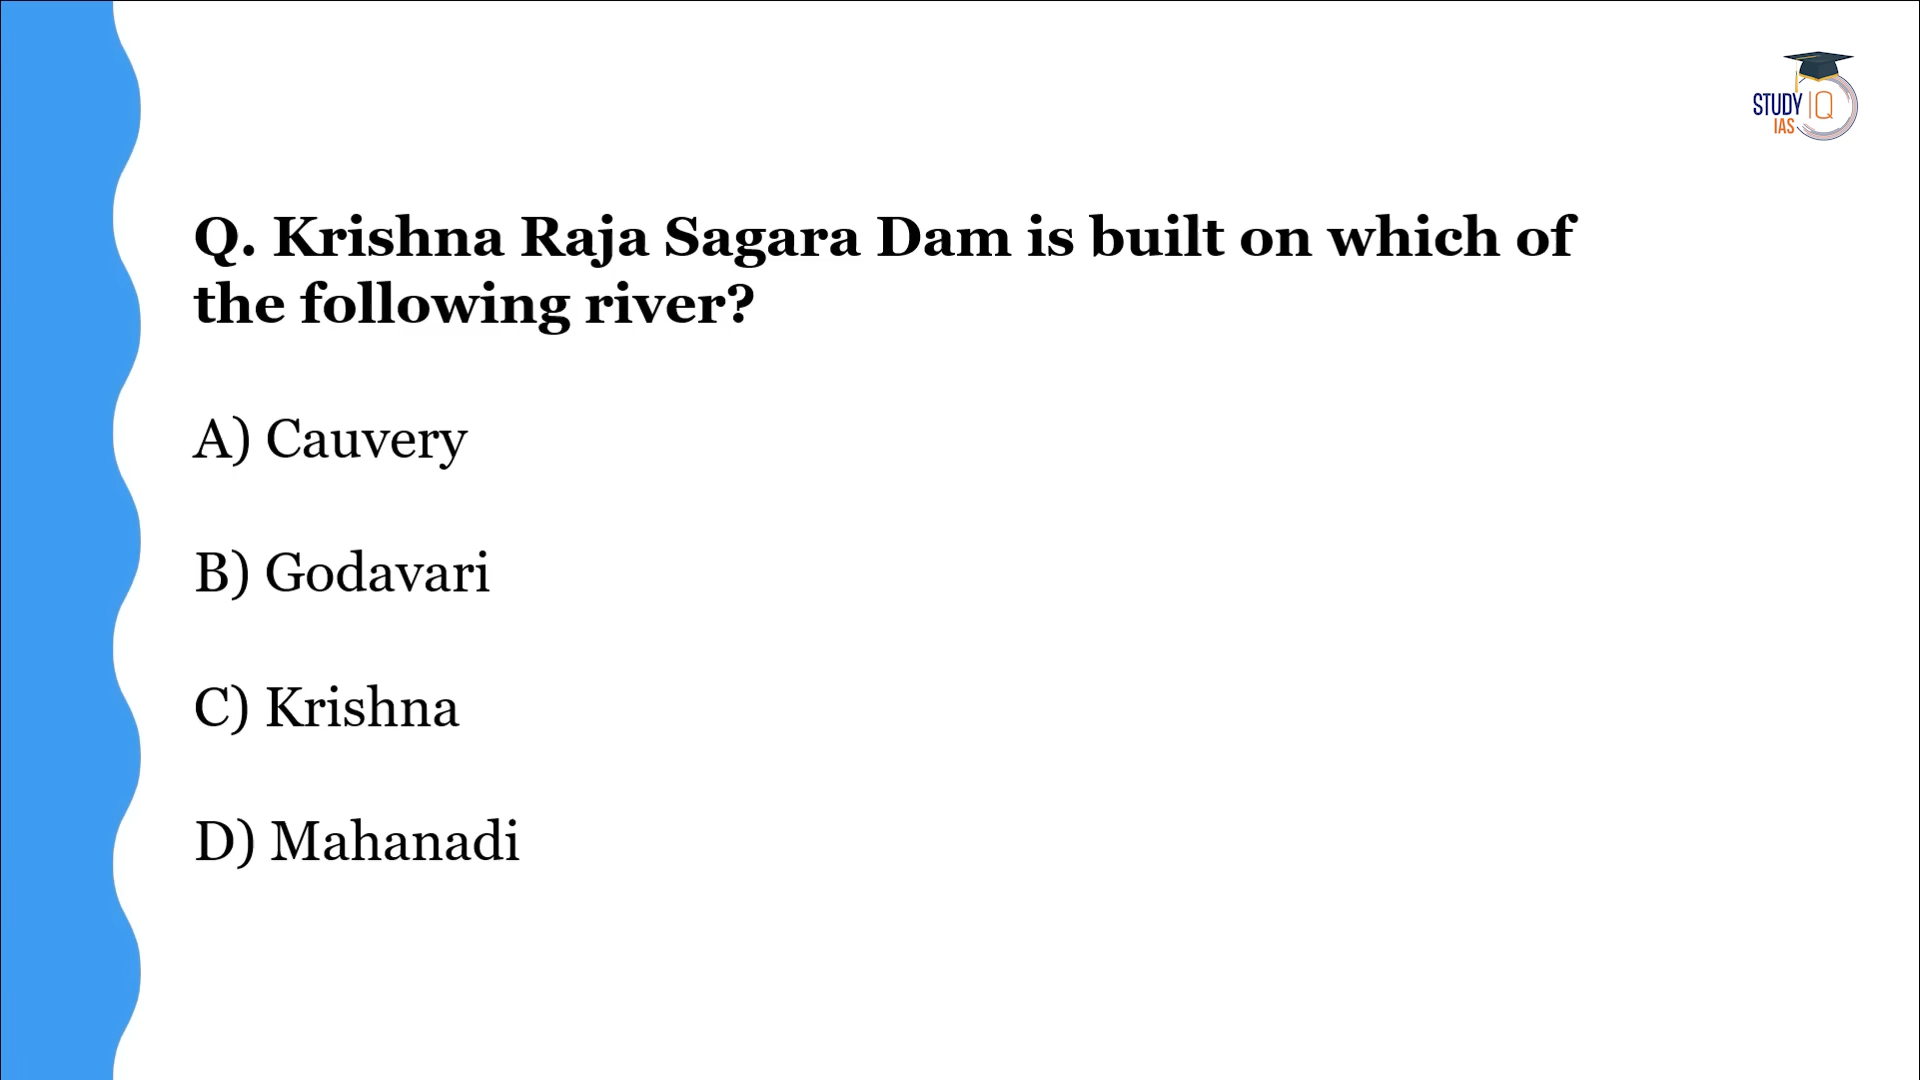 STUDY IQ
IAS
Q. Krishna Raja Sagara Dam is built on which of
the following river?
A) Cauvery
B) Godavari
C) Krishna
D) Mahanadi